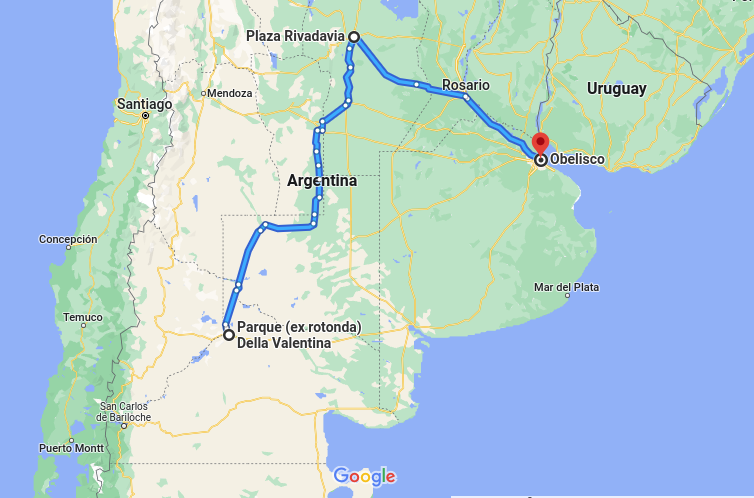 Plaza Rivadavia
Rosario
Uruguay
Mendoza
Santiago
Obelisco
Argentina
Concepción
Mar del Plata
Temuco
Parque (ex rotonda)
Della Valentina
San Carlos
de Bariloche
Puerto Montt
Google